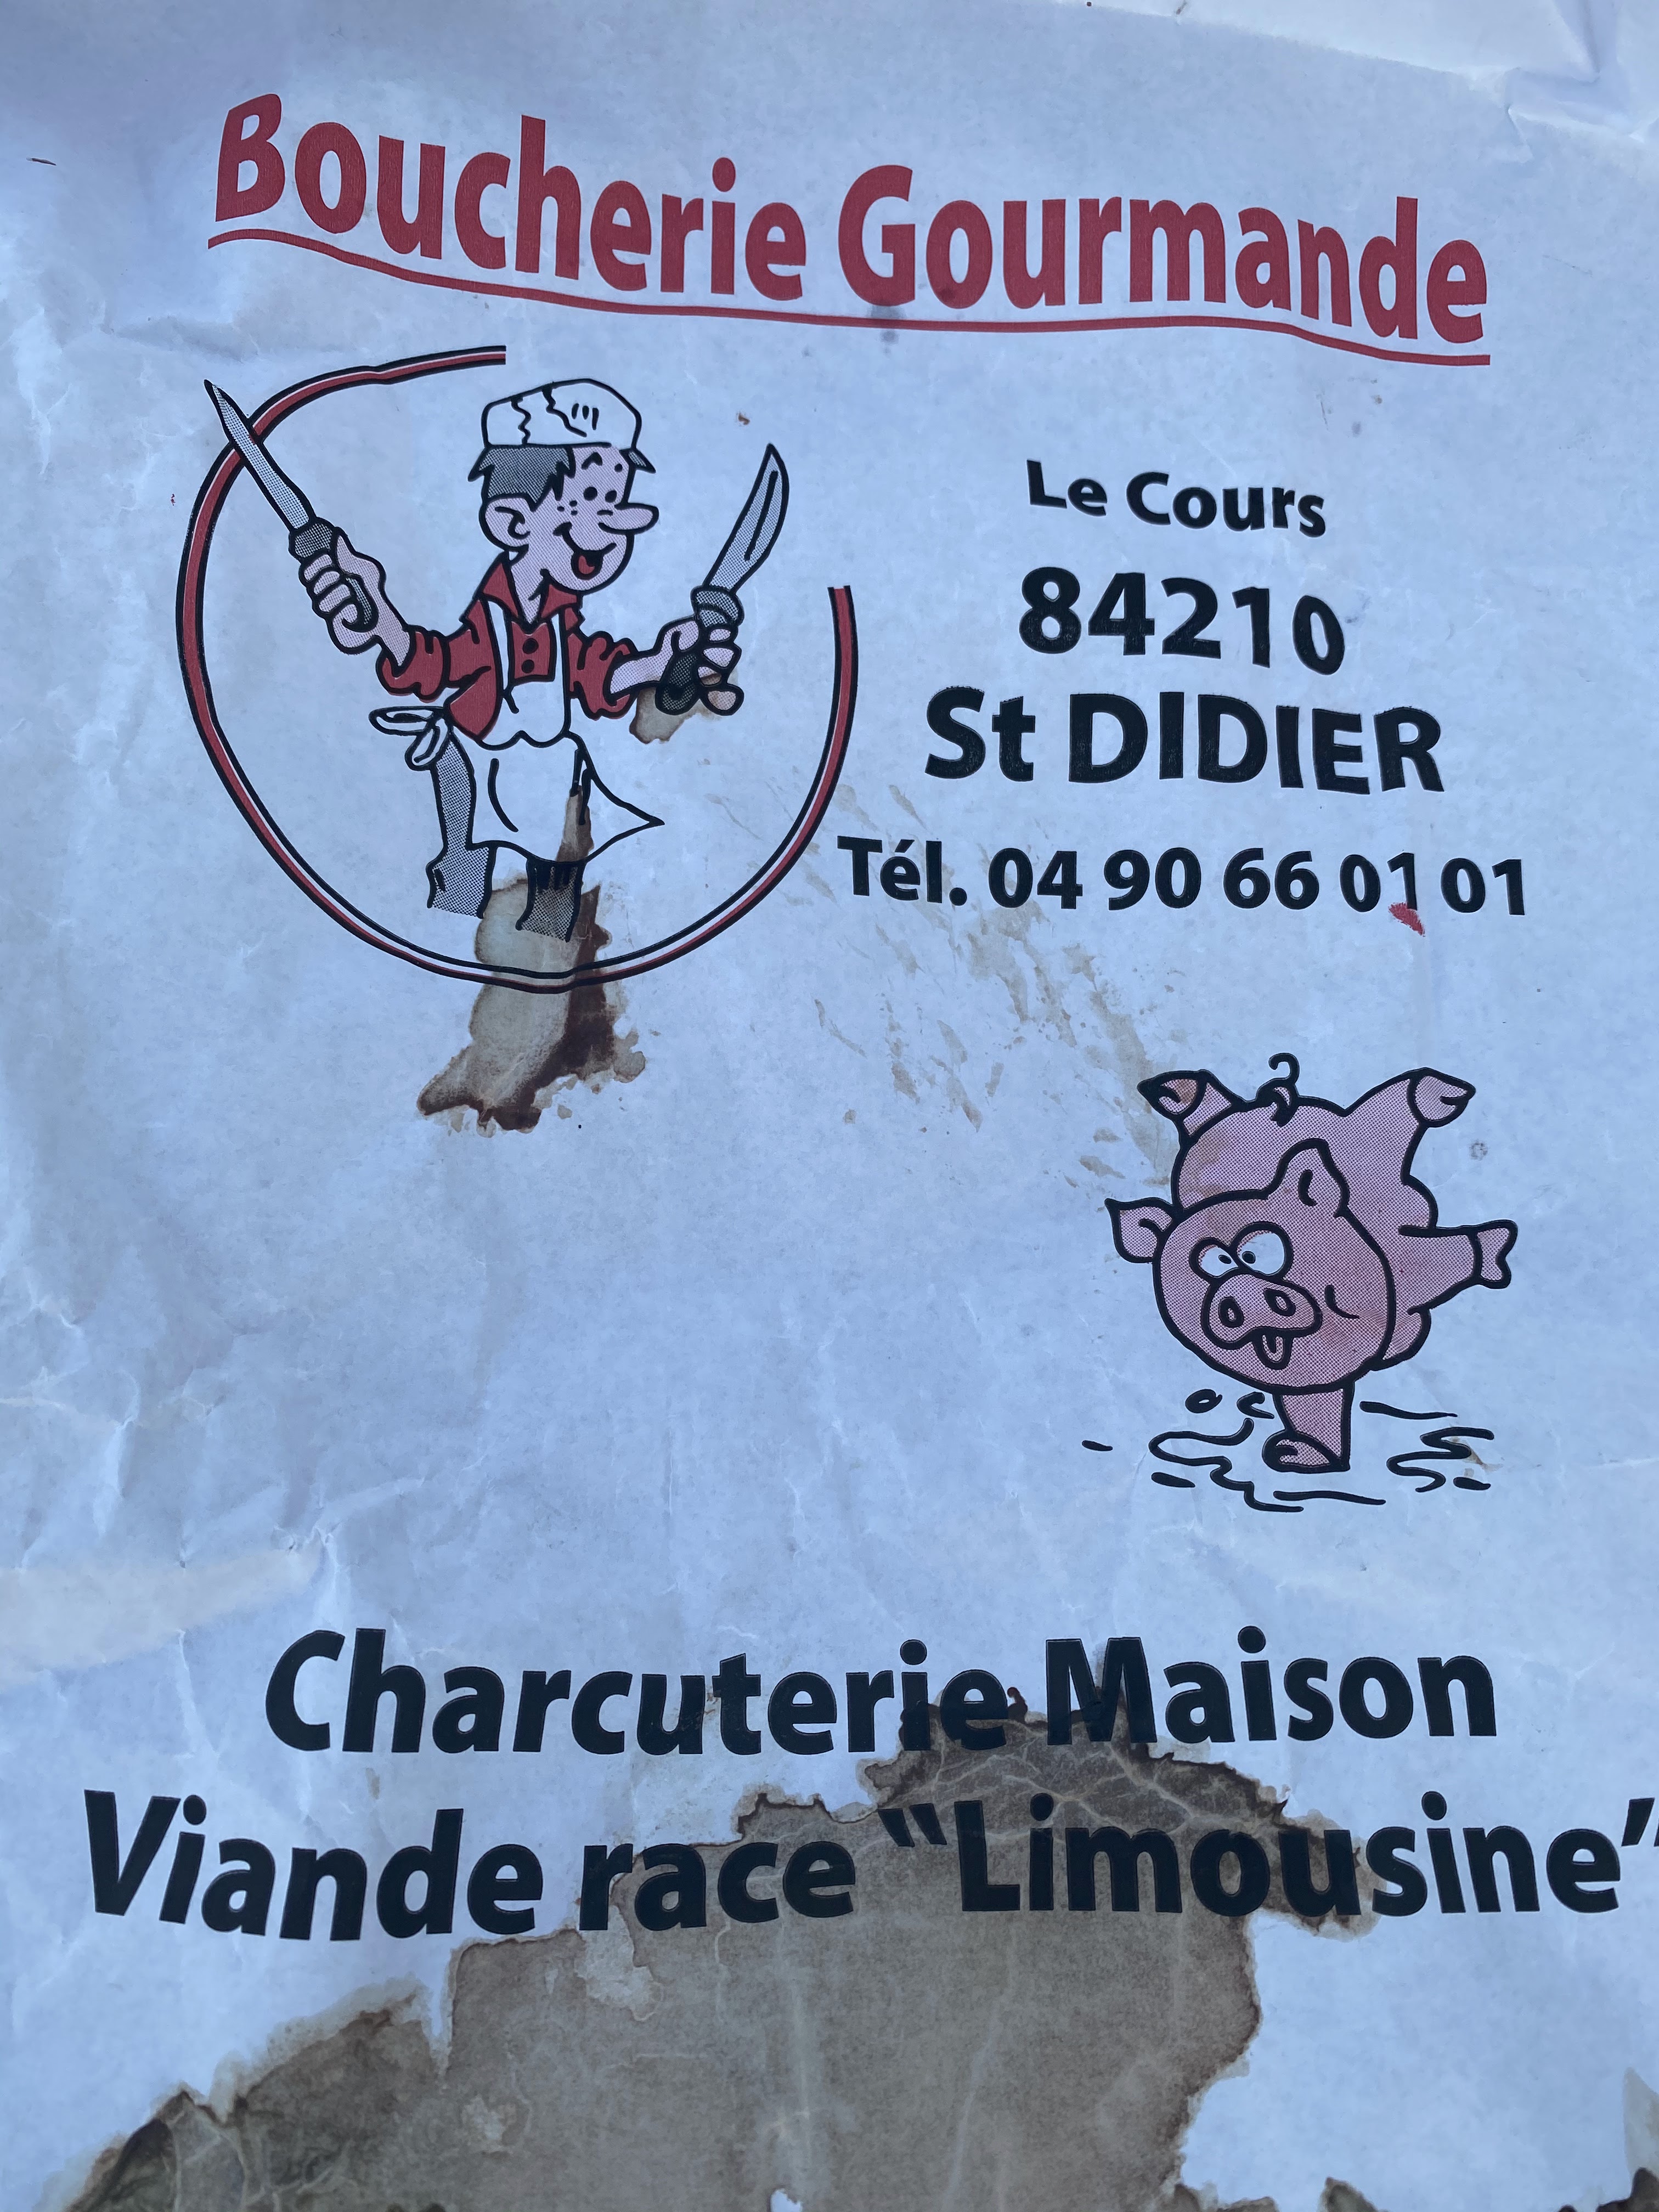 Boucherie Gourmande
Le Cours
84210
St DIDIER
Tél. 04 90 66 01 01
Charcuterie Maison
Viande race "Limousine"